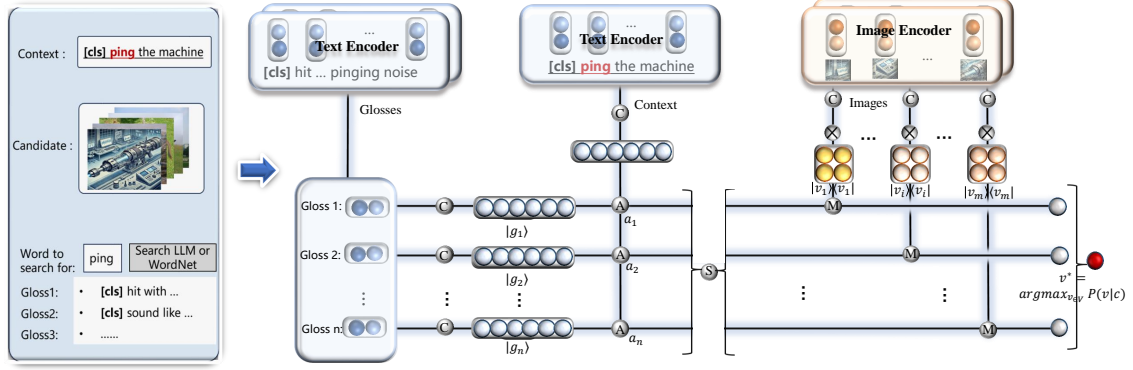 Context :
[cls] ping the machine
Candidate :
Word to
search for:
ping
Search LLM or
WordNet
Gloss1: • [cls] hit with ...
Gloss2: • [cls] sound like ...
Gloss3: • ......
...
Text Encoder
[cls] hit ... pinging noise
Glosses
Gloss 1:
Gloss 2:
⋮
Gloss n:
C
|g₁⟩
C
|g₂⟩
⋮ ⋮
C
|gₙ⟩
...
Text Encoder
[cls] ping the machine
C
Context
A
a₁
A
a₂
A
aₙ
S
Image Encoder
...
C C C
Images
× ... × ... ×
|v₁⟩⟨v₁| |vᵢ⟩⟨vᵢ| |vₘ⟩⟨vₘ|
M
M
⋮ ⋮
M
v* =
argmax_{vϵV} P(v|c)